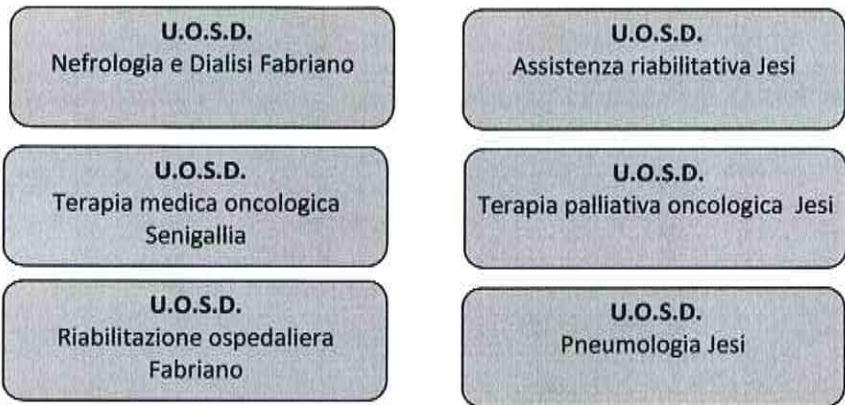 U.O.S.D.
Nefrologia e Dialisi Fabriano
U.O.S.D.
Assistenza riabilitativa Jesi
U.O.S.D.
Terapia medica oncologica
Senigallia
U.O.S.D.
Terapia palliativa oncologica Jesi
U.O.S.D.
Riabilitazione ospedaliera
Fabriano
U.O.S.D.
Pneumologia Jesi